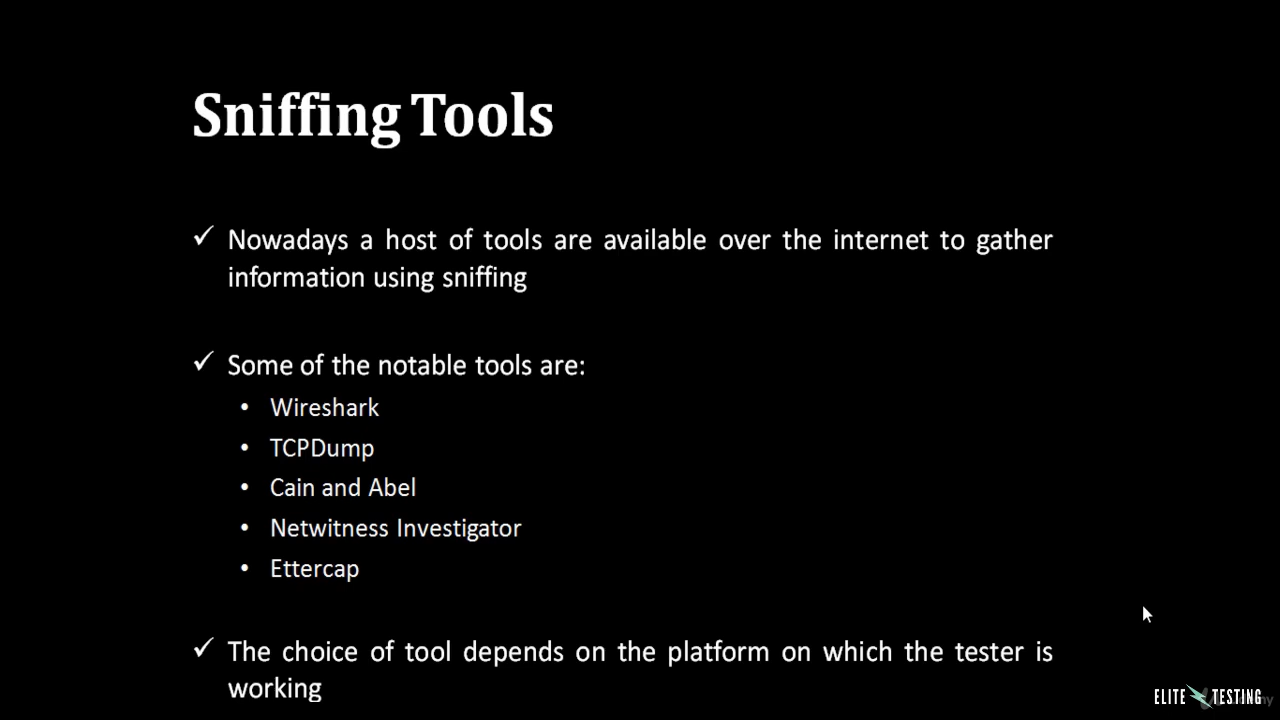 Sniffing Tools
✓ Nowadays a host of tools are available over the internet to gather
information using sniffing
✓ Some of the notable tools are:
• Wireshark
• TCPDump
• Cain and Abel
• Netwitness Investigator
• Ettercap
✓ The choice of tool depends on the platform on which the tester is
working
ELITE TESTING